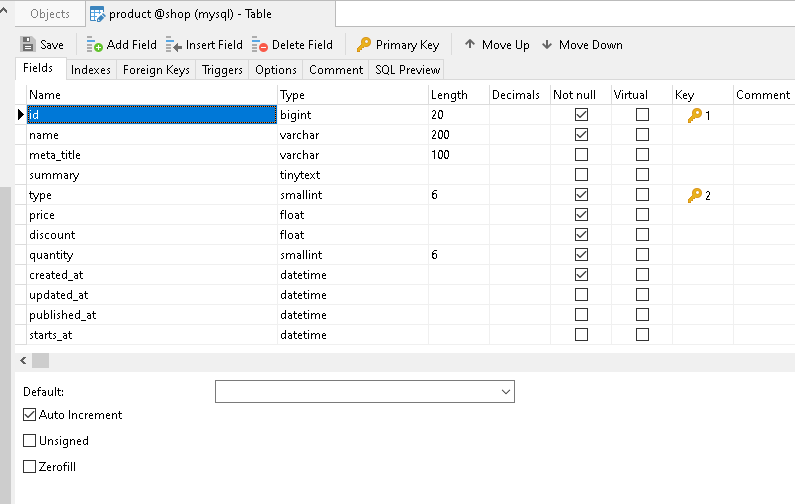 Objects product @shop (mysql) - Table
Save Add Field Insert Field Delete Field Primary Key Move Up Move Down
Fields Indexes Foreign Keys Triggers Options Comment SQL Preview
Name Type Length Decimals Not null Virtual Key Comment
id bigint 20 1
name varchar 200
meta_title varchar 100
summary tinytext
type smallint 6 2
price float
discount float
quantity smallint 6
created_at datetime
updated_at datetime
published_at datetime
starts_at datetime
Default:
Auto Increment
Unsigned
Zerofill